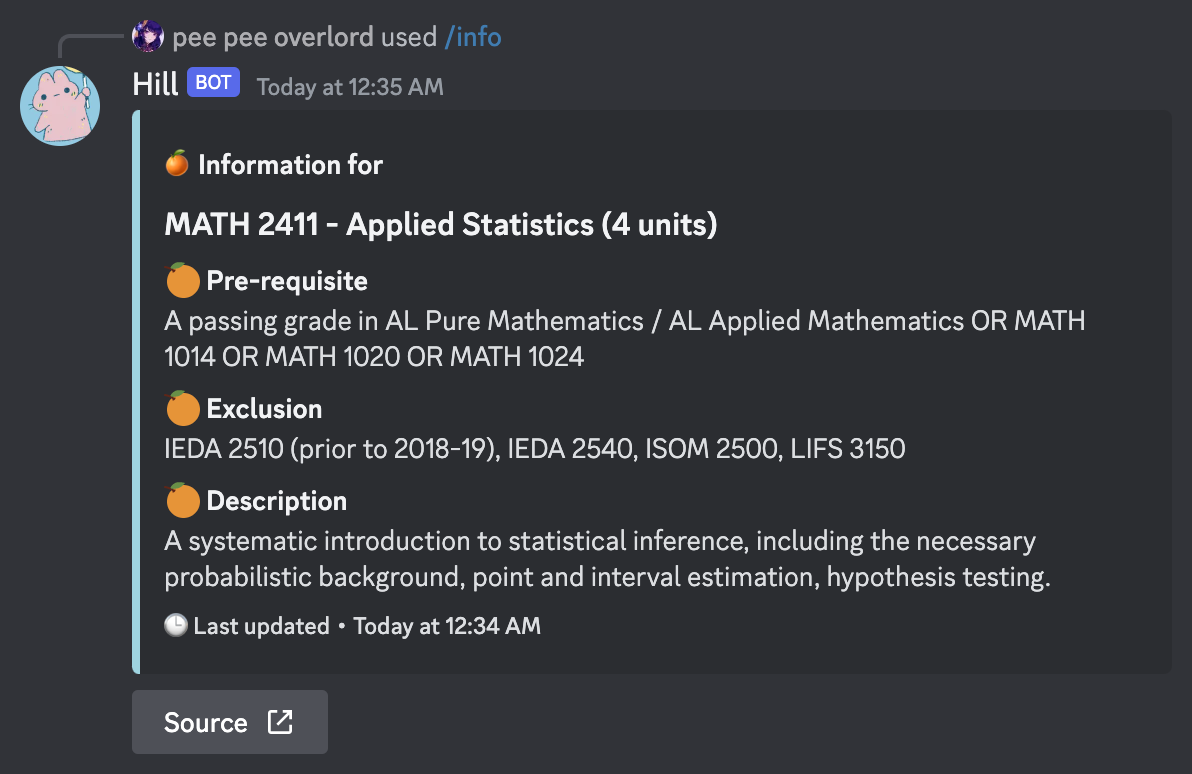 pee pee overlord used /info
Hill BOT Today at 12:35 AM
Information for
MATH 2411 - Applied Statistics (4 units)
Pre-requisite
A passing grade in AL Pure Mathematics / AL Applied Mathematics OR MATH
1014 OR MATH 1020 OR MATH 1024
Exclusion
IEDA 2510 (prior to 2018-19), IEDA 2540, ISOM 2500, LIFS 3150
Description
A systematic introduction to statistical inference, including the necessary
probabilistic background, point and interval estimation, hypothesis testing.
Last updated • Today at 12:34 AM
Source